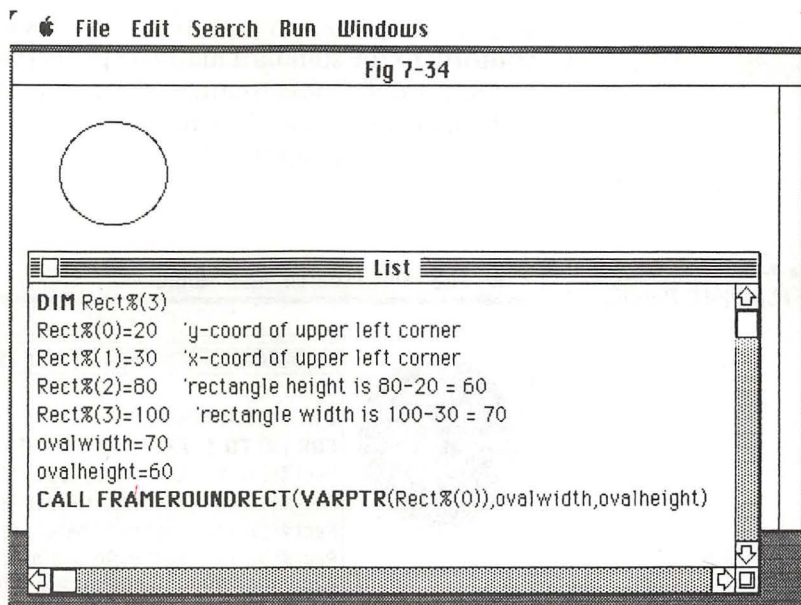 File Edit Search Run Windows
Fig 7-34
List
DIM Rect%(3)
Rect%(0)=20 'y-coord of upper left corner
Rect%(1)=30 'x-coord of upper left corner
Rect%(2)=80 'rectangle height is 80-20 = 60
Rect%(3)=100 'rectangle width is 100-30 = 70
ovalwidth=70
ovalheight=60
CALL FRAMEROUNDRECT(VARPTR(Rect%(0)),ovalwidth,ovalheight)